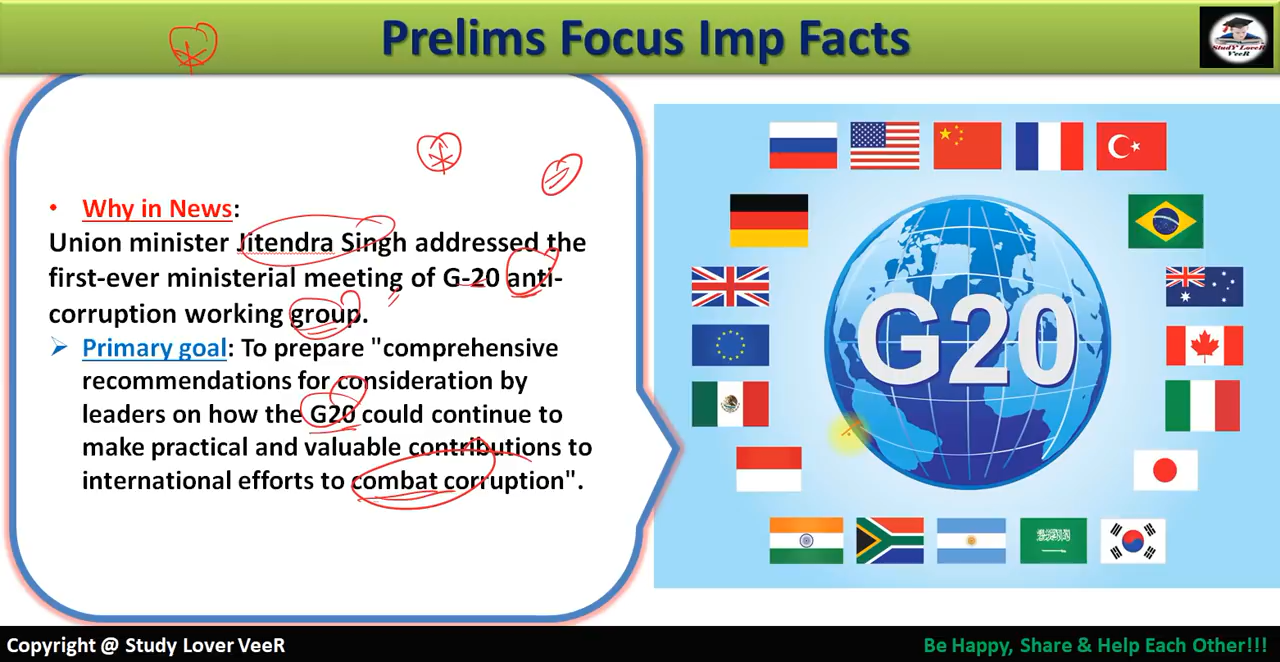 Prelims Focus Imp Facts
StudY LoveR
VeeR
• Why in News:
Union minister Jitendra Singh addressed the
first-ever ministerial meeting of G-20 anti-
corruption working group.
➢ Primary goal: To prepare "comprehensive
recommendations for consideration by
leaders on how the G20 could continue to
make practical and valuable contributions to
international efforts to combat corruption".
G20
Copyright @ Study Lover VeeR
Be Happy, Share & Help Each Other!!!